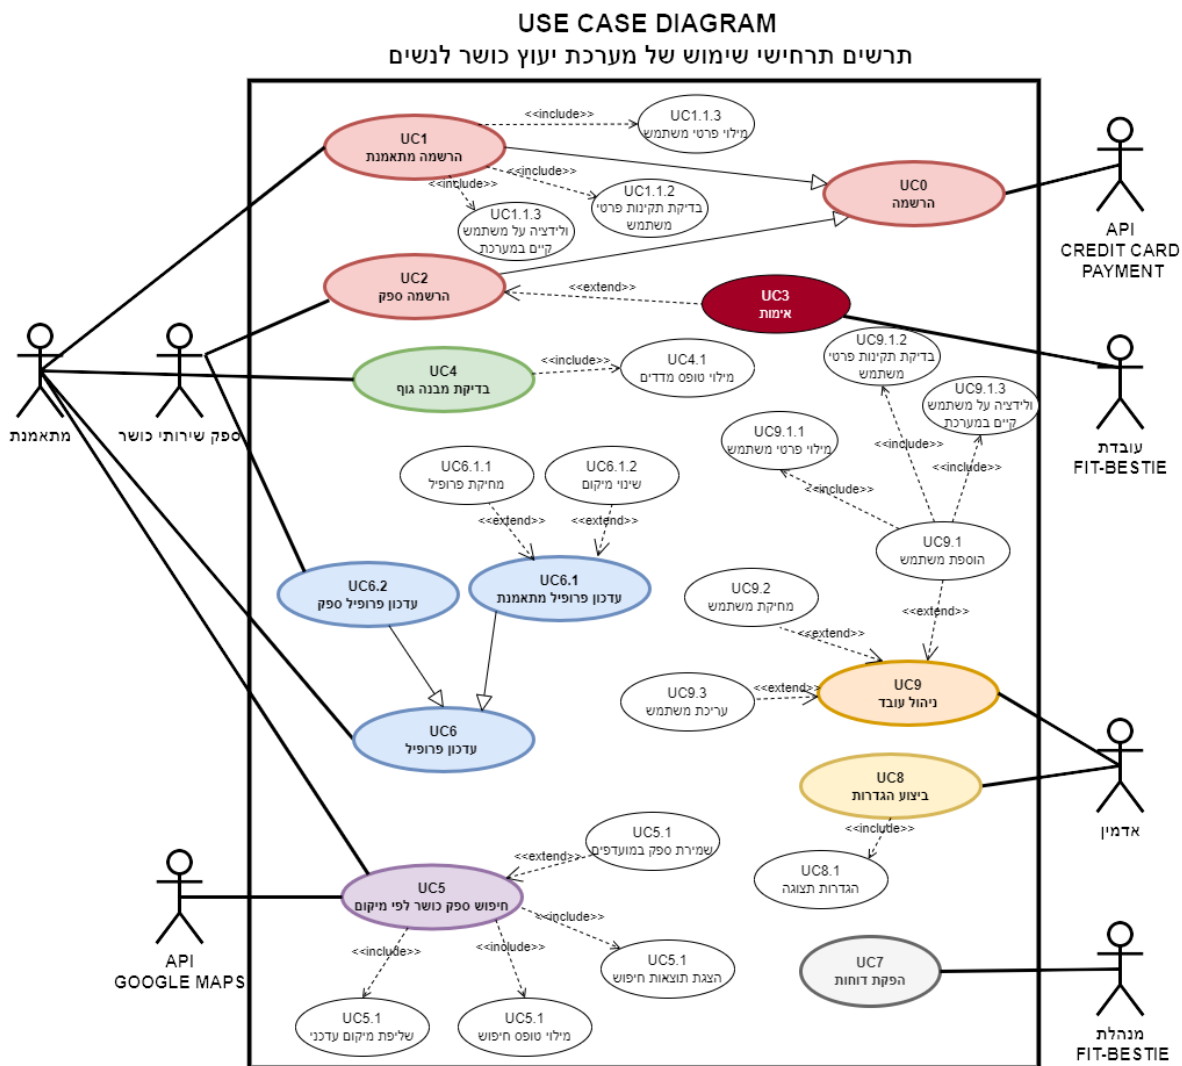 USE CASE DIAGRAM
תרשים תרחישי שימוש של מערכת יעוץ כושר לנשים
<<include>>
UC1.1.3
מילוי פרטי משתמש
UC1
הרשמה מתאמנת
<<include>>
<<include>>
UC1.1.2
בדיקת תקינות פרטי
משתמש
UC1.1.3
ולידציה על משתמש
קיים במערכת
UC0
הרשמה
API
CREDIT CARD
PAYMENT
UC2
הרשמה ספק
<<extend>>
UC3
אימות
UC4
בדיקת מבנה גוף
<<include>>
UC4.1
מילוי טופס מדדים
UC9.1.2
בדיקת תקינות פרטי
משתמש
UC9.1.3
ולידציה על משתמש
קיים במערכת
מתאמנת
ספק שירותי כושר
עובדת
FIT-BESTIE
UC9.1.1
מילוי פרטי משתמש
<<include>>
<<include>>
<<include>>
UC6.1.1
מחיקת פרופיל
UC6.1.2
שינוי מיקום
<<extend>>
<<extend>>
UC9.1
הוספת משתמש
UC6.2
עדכון פרופיל ספק
UC6.1
עדכון פרופיל מתאמנת
UC9.2
מחיקת משתמש
<<extend>>
<<extend>>
UC9.3
עריכת משתמש
<<extend>>
UC9
ניהול עובד
UC6
עדכון פרופיל
UC8
ביצוע הגדרות
אדמין
<<include>>
UC8.1
הגדרות תצוגה
UC5.1
שמירת ספק במועדפים
<<extend>>
UC5
חיפוש ספק כושר לפי מיקום
API
GOOGLE MAPS
<<include>>
<<include>>
<<include>>
UC5.1
הצגת תוצאות חיפוש
UC5.1
שליפת מיקום עדכני
UC5.1
מילוי טופס חיפוש
UC7
הפקת דוחות
מנהלת
FIT-BESTIE